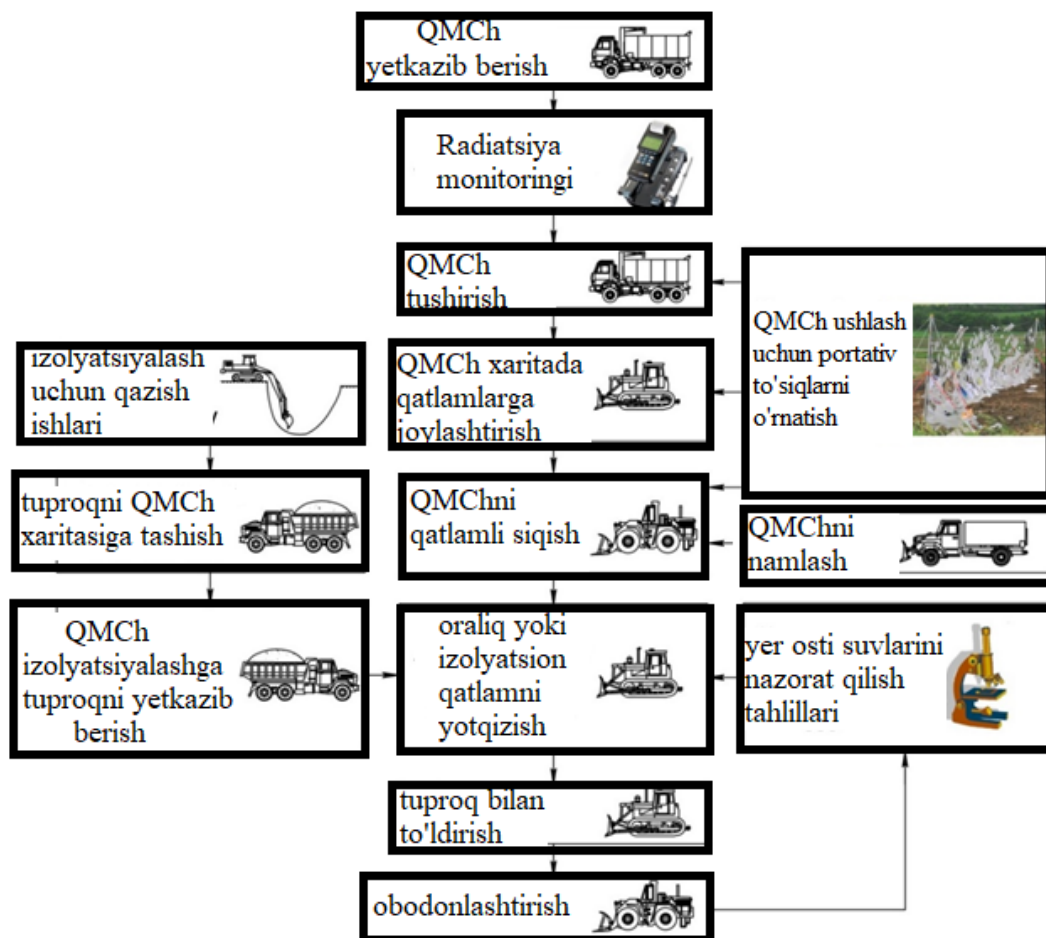 QMCh
yetkazib berish
Radiatsiya
monitoringi
QMCh
tushirish
QMCh ushlash
uchun portativ
to'siqlarni
o'rnatish
izolyatsiyalash
uchun qazish
ishlari
QMCh xaritada
qatlamlarga
joylashtirish
tuproqni QMCh
xaritasiga tashish
QMChni
qatlamli siqish
QMChni
namlash
QMCh
izolyatsiyalashga
tuproqni yetkazib
berish
oraliq yoki
izolyatsion
qatlamni
yotqizish
yer osti suvlarini
nazorat qilish
tahlillari
tuproq bilan
to'ldirish
obodonlashtirish